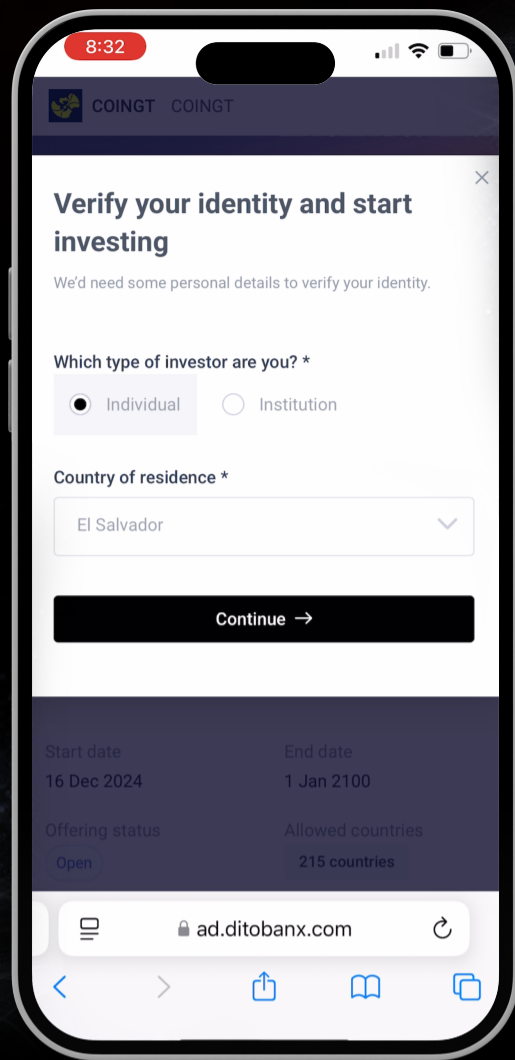 8:32
COINGT COINGT
Verify your identity and start
investing
We'd need some personal details to verify your identity.
Which type of investor are you? *
Individual
Institution
Country of residence *
El Salvador
Continue →
Start date
End date
16 Dec 2024
1 Jan 2100
Offering status
Allowed countries
Open
215 countries
ad.ditobanx.com